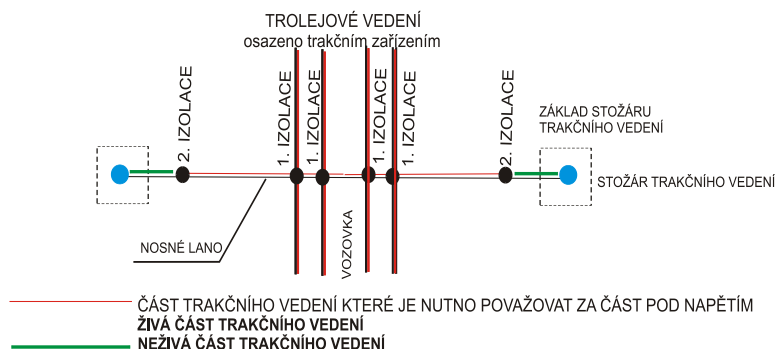 TROLEJOVÉ VEDENÍ
osazeno trakčním zařízením
2. IZOLACE
1. IZOLACE
1. IZOLACE
1. IZOLACE
1. IZOLACE
2. IZOLACE
ZÁKLAD STOŽÁRU
TRAKČNÍHO VEDENÍ
STOŽÁR TRAKČNÍHO VEDENÍ
NOSNÉ LANO
VOZOVKA
ČÁST TRAKČNÍHO VEDENÍ KTERÉ JE NUTNO POVAŽOVAT ZA ČÁST POD NAPĚTÍM
ŽIVÁ ČÁST TRAKČNÍHO VEDENÍ
NEŽIVÁ ČÁST TRAKČNÍHO VEDENÍ